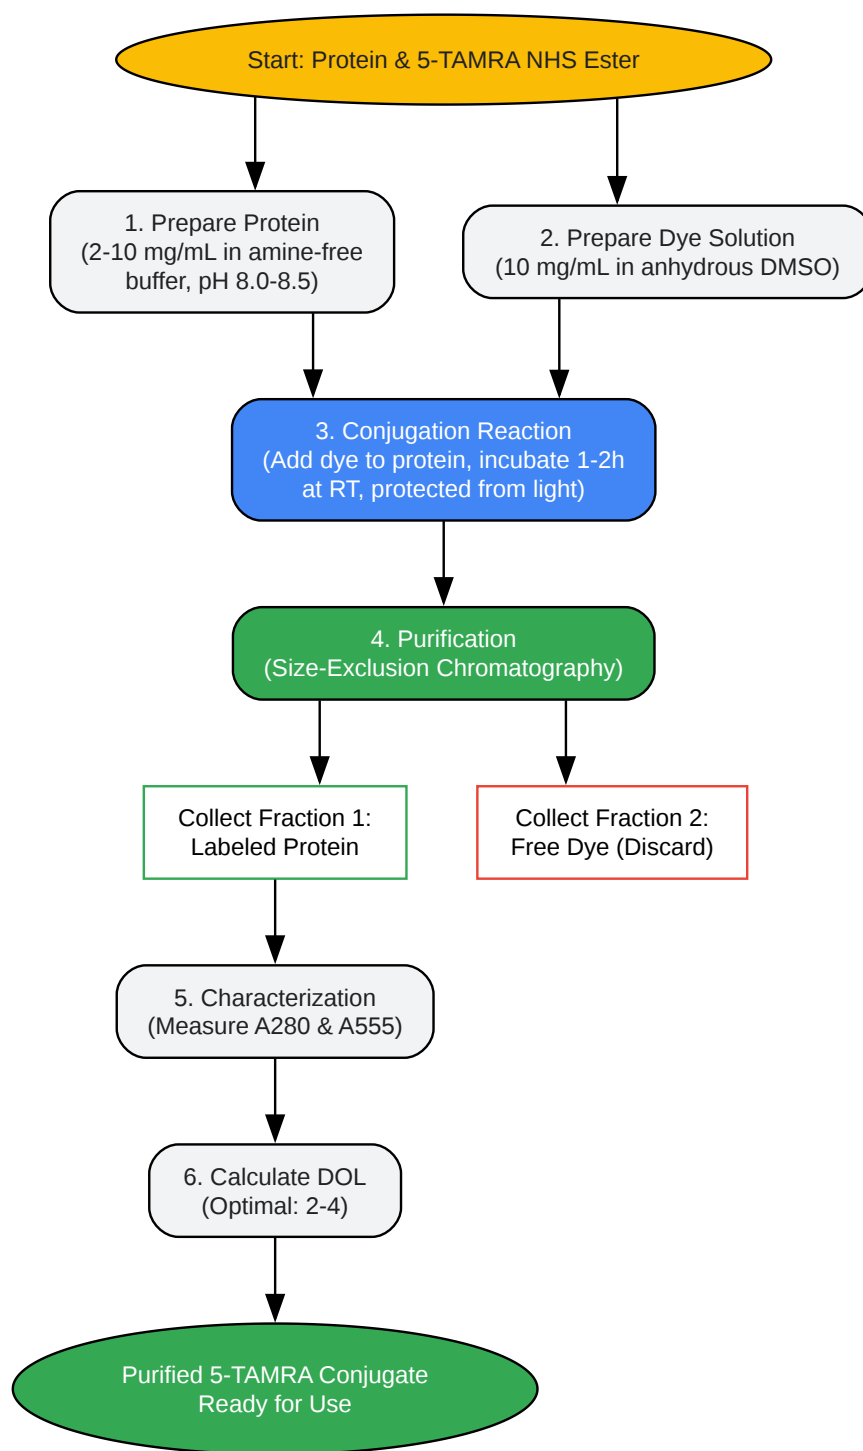 Start: Protein & 5-TAMRA NHS Ester
1. Prepare Protein
(2-10 mg/mL in amine-free
buffer, pH 8.0-8.5)
2. Prepare Dye Solution
(10 mg/mL in anhydrous DMSO)
3. Conjugation Reaction
(Add dye to protein, incubate 1-2h
at RT, protected from light)
4. Purification
(Size-Exclusion Chromatography)
Collect Fraction 1:
Labeled Protein
Collect Fraction 2:
Free Dye (Discard)
5. Characterization
(Measure A280 & A555)
6. Calculate DOL
(Optimal: 2-4)
Purified 5-TAMRA Conjugate
Ready for Use